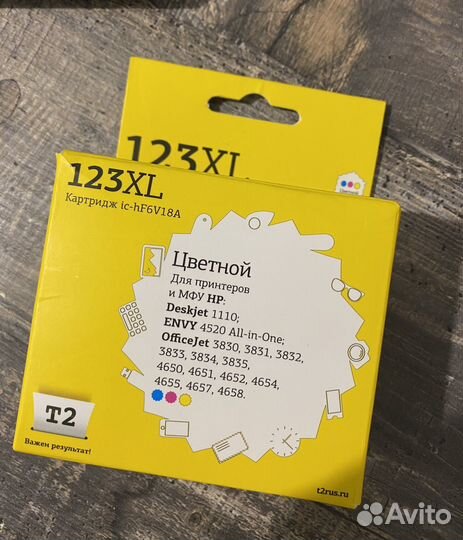 123XL
123XL
Картридж ic-hF6V18A
Цветной
Для принтеров
и МФУ HP:
Deskjet 1110;
ENVY 4520 All-in-One;
OfficeJet 3830, 3831, 3832,
3833, 3834, 3835,
4650, 4651, 4652, 4654,
4655, 4657, 4658.
T2
Важен результат!
t2rus.ru
Avito